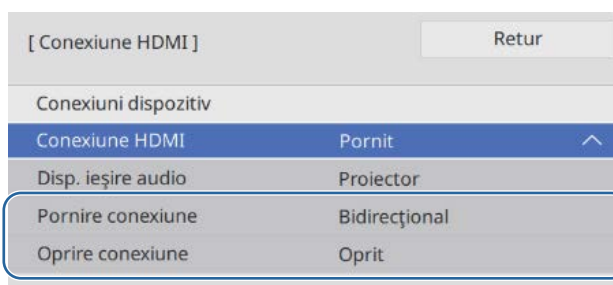 [ Conexiune HDMI ]
Retur
Conexiuni dispozitiv
Conexiune HDMI Pornit
Disp. ieşire audio Proiector
Pornire conexiune Bidirecţional
Oprire conexiune Oprit